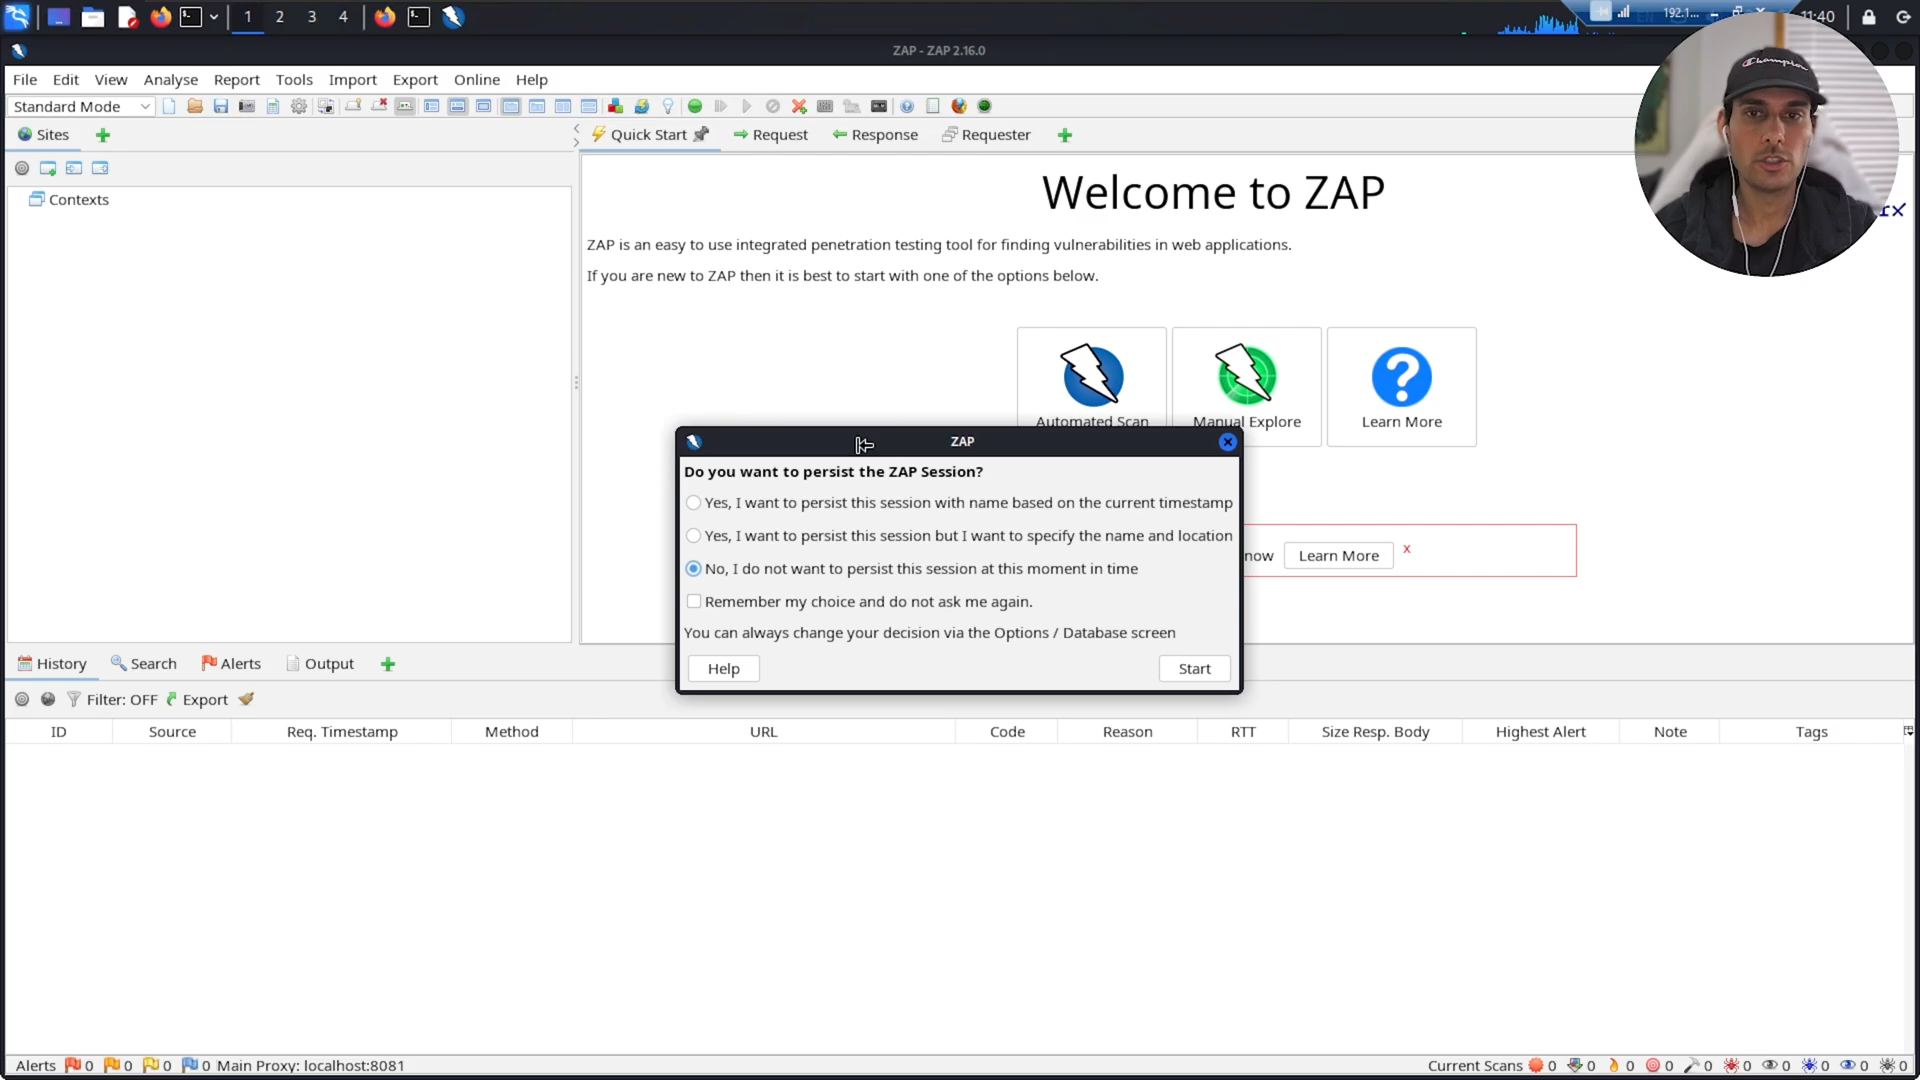 1 2 3 4
192.1...
11:40
ZAP - ZAP 2.16.0
File Edit View Analyse Report Tools Import Export Online Help
Standard Mode
Sites
Quick Start Request Response Requester
Contexts
Welcome to ZAP
ZAP is an easy to use integrated penetration testing tool for finding vulnerabilities in web applications.
If you are new to ZAP then it is best to start with one of the options below.
Automated Scan Manual Explore Learn More
Champion
ZAP
Do you want to persist the ZAP Session?
Yes, I want to persist this session with name based on the current timestamp
Yes, I want to persist this session but I want to specify the name and location
No, I do not want to persist this session at this moment in time
Remember my choice and do not ask me again.
You can always change your decision via the Options / Database screen
Help Start
now Learn More x
History Search Alerts Output
Filter: OFF Export
ID Source Req. Timestamp Method URL Code Reason RTT Size Resp. Body Highest Alert Note Tags
Alerts 0 0 0 0 Main Proxy: localhost:8081
Current Scans 0 0 0 0 0 0 0 0 0 0